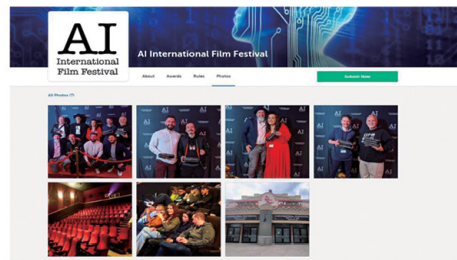 AI
International
Film Festival
AI International Film Festival
About Awards Rules Photos
Submit Now
All Photos (7)